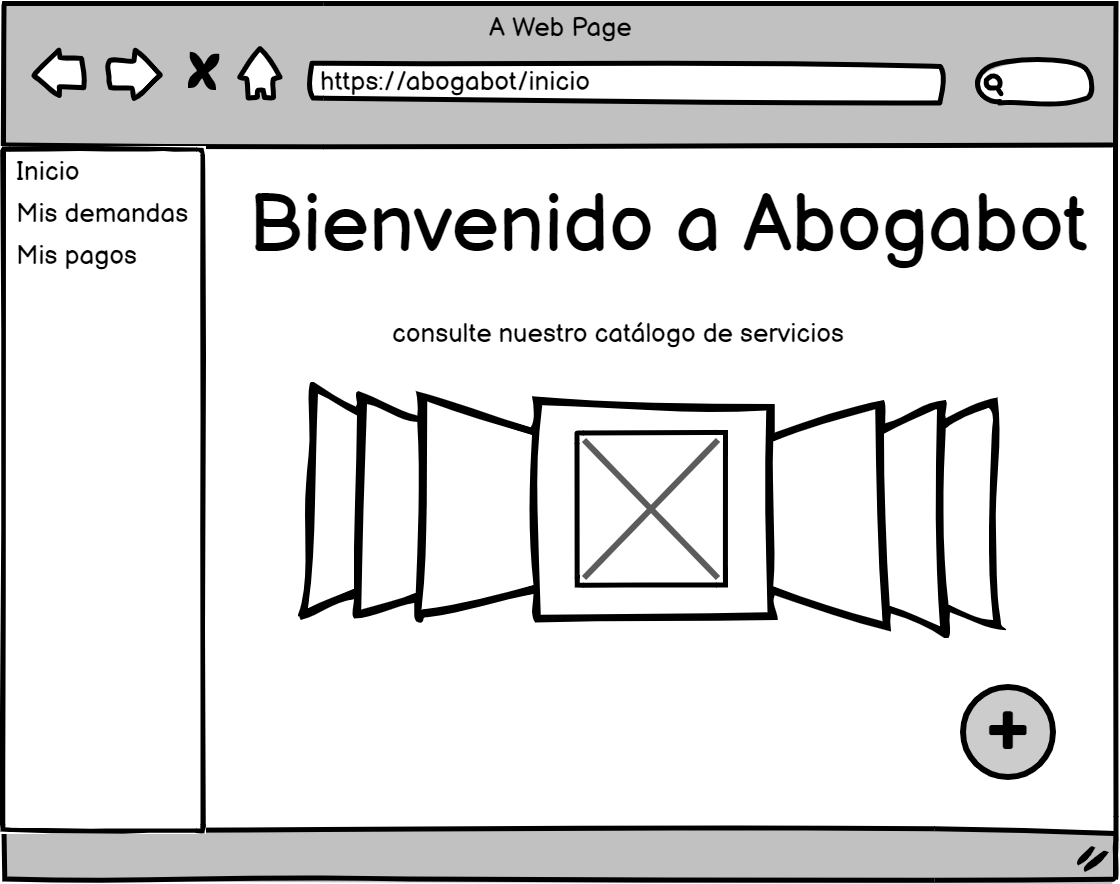 A Web Page
https://abogabot/inicio
Inicio
Mis demandas
Mis pagos
Bienvenido a Abogabot
consulte nuestro catálogo de servicios